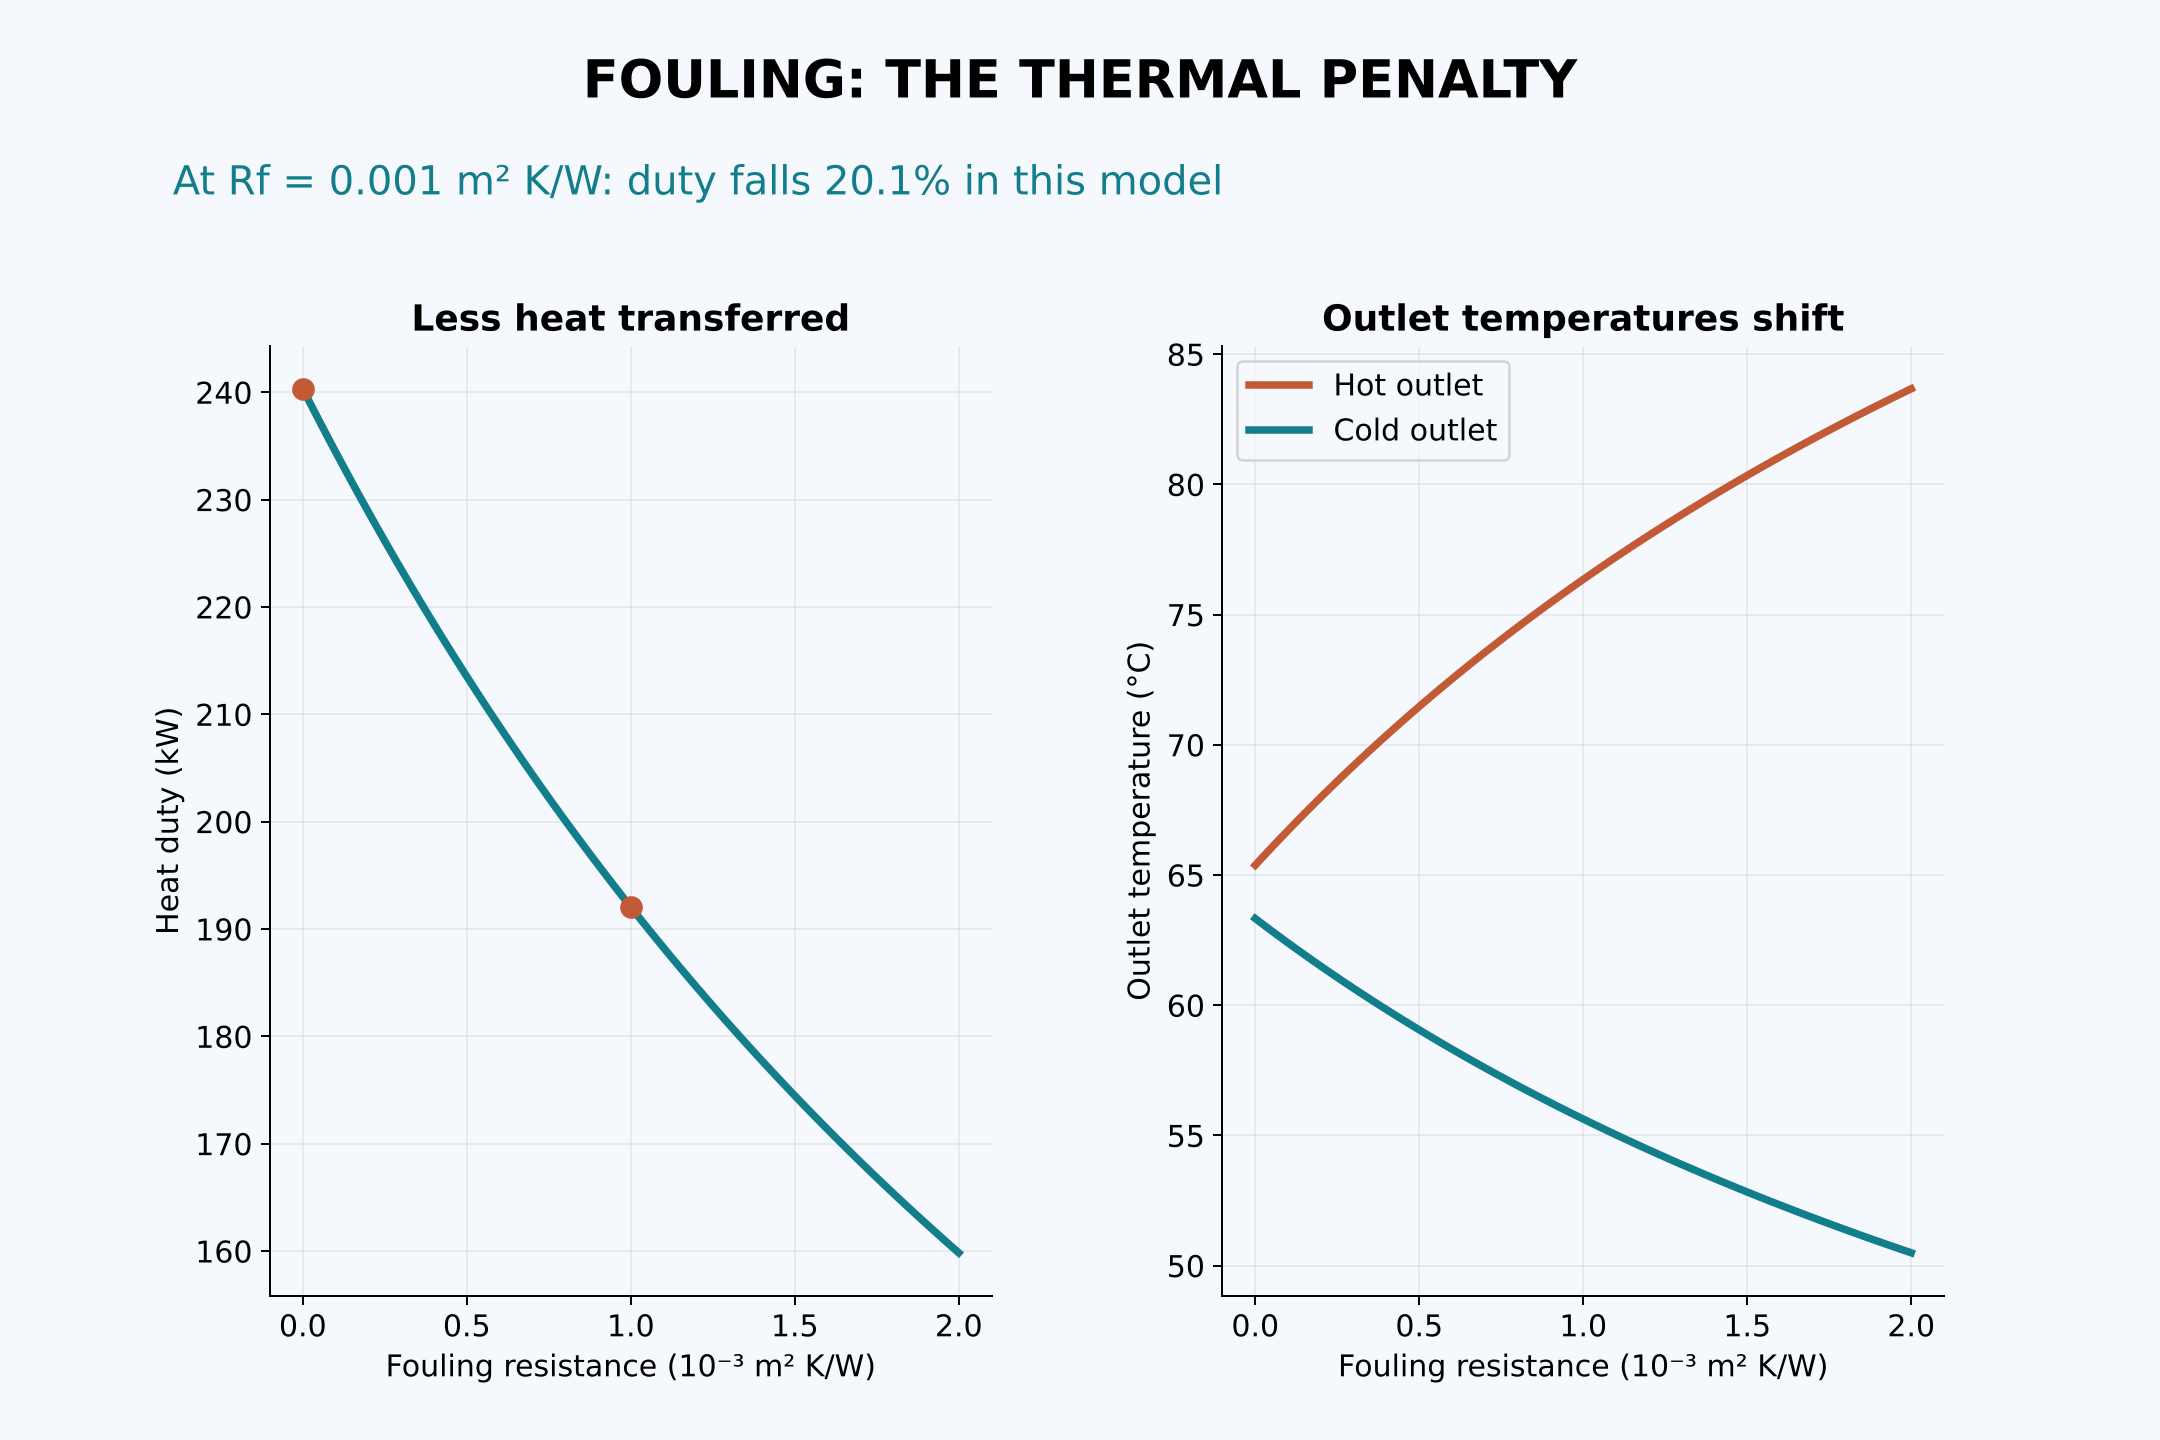 FOULING: THE THERMAL PENALTY
At Rf = 0.001 m² K/W: duty falls 20.1% in this model
Less heat transferred
Heat duty (kW)
240
230
220
210
200
190
180
170
160
0.0 0.5 1.0 1.5 2.0
Fouling resistance (10⁻³ m² K/W)
Outlet temperatures shift
Hot outlet
Cold outlet
Outlet temperature (°C)
85
80
75
70
65
60
55
50
0.0 0.5 1.0 1.5 2.0
Fouling resistance (10⁻³ m² K/W)